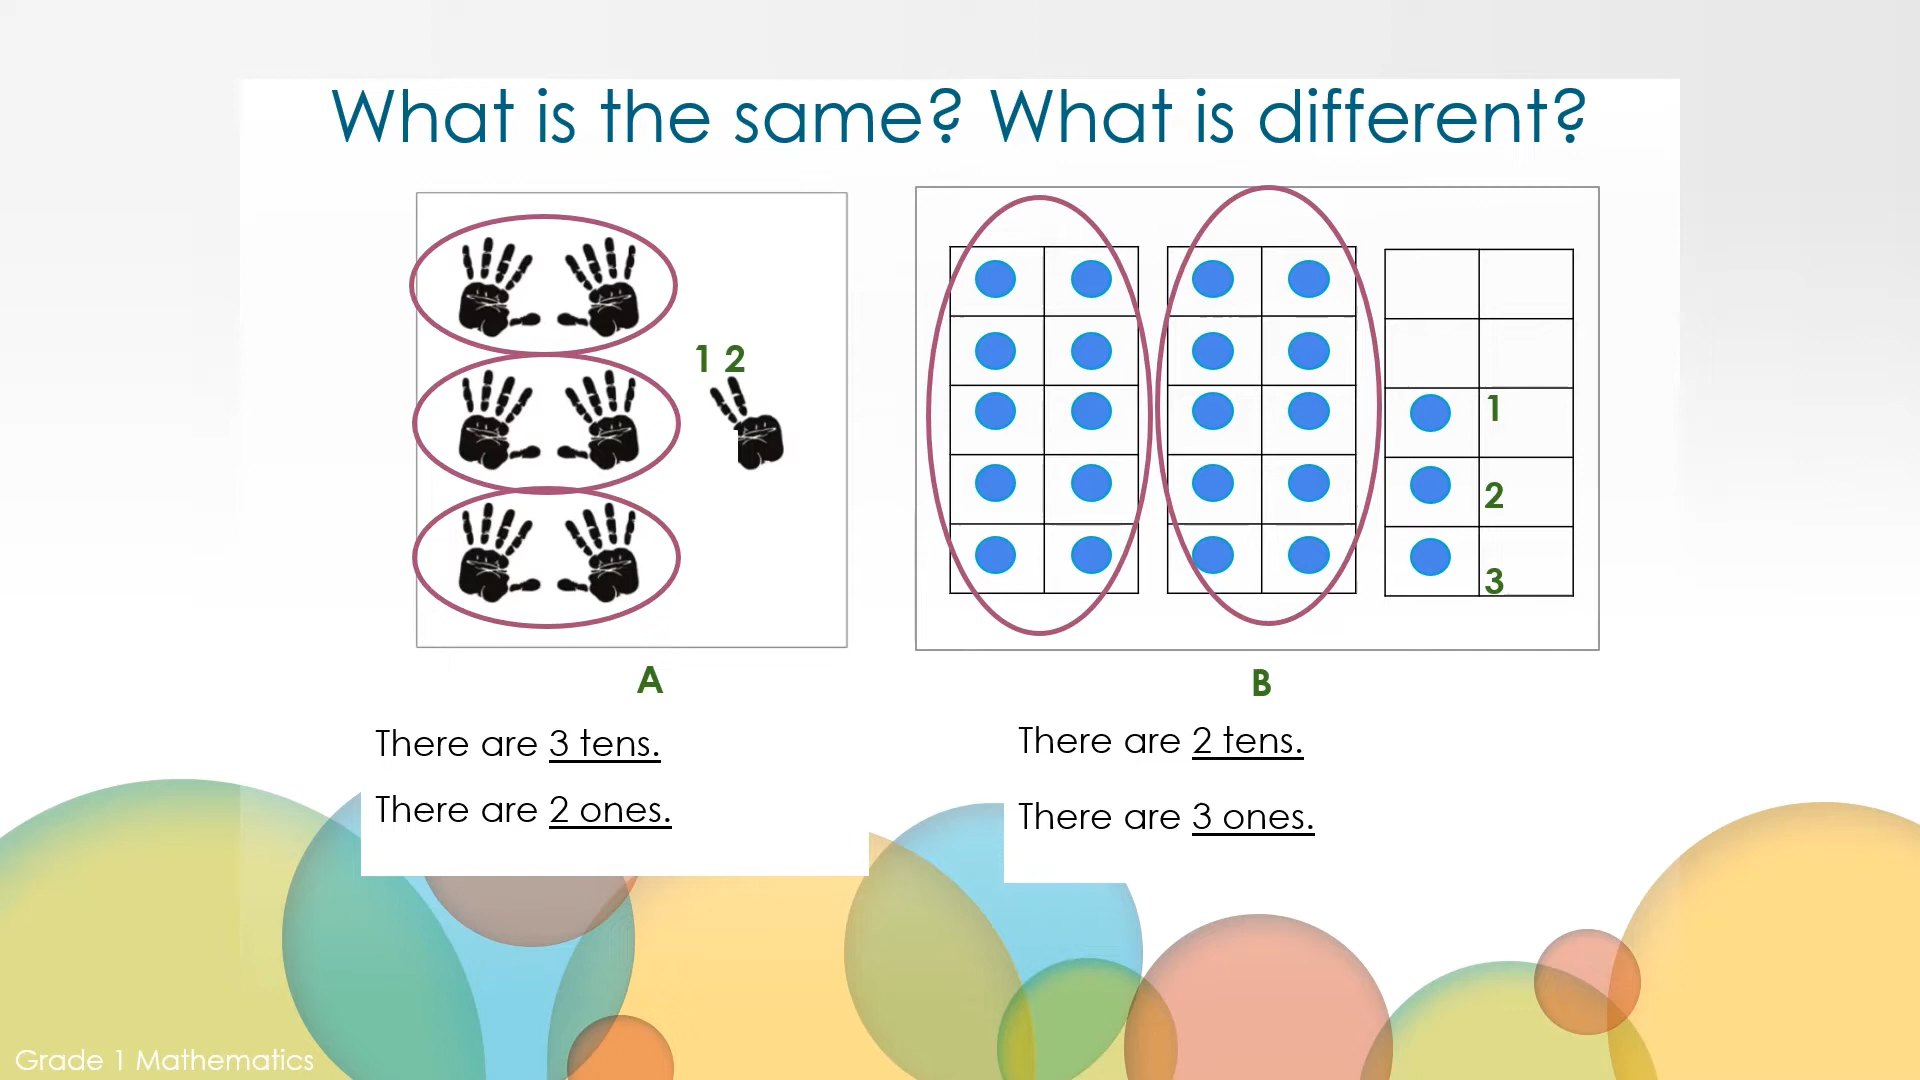 What is the same? What is different?
1 2
1
2
3
A
B
There are 3 tens.
There are 2 ones.
There are 2 tens.
There are 3 ones.
Grade 1 Mathematics